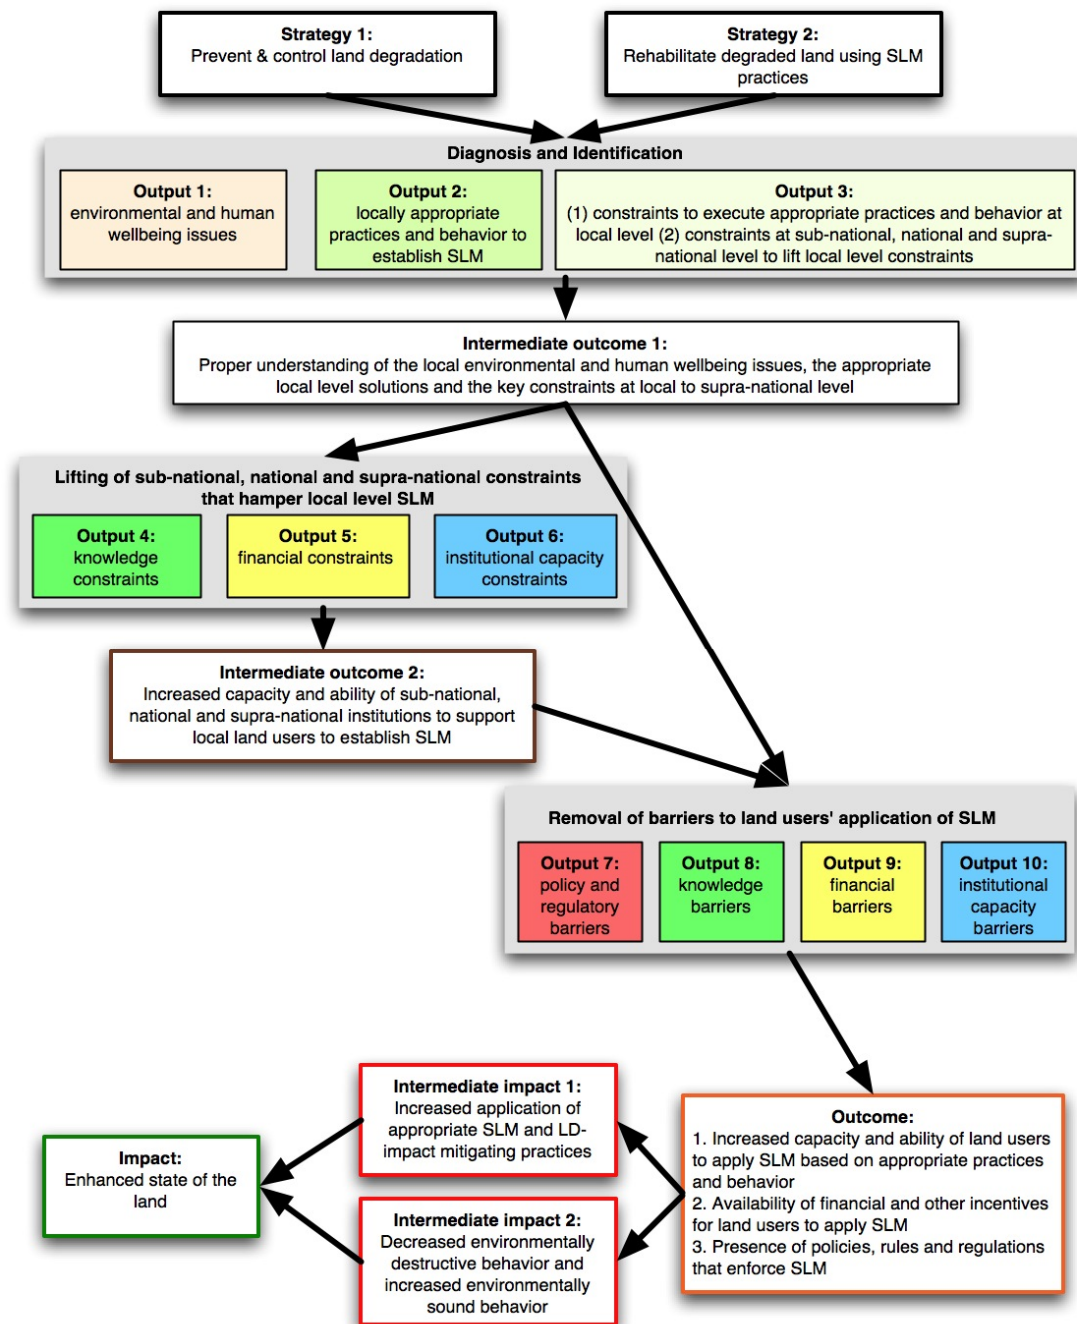 Strategy 1:
Prevent & control land degradation
Strategy 2:
Rehabilitate degraded land using SLM
practices
Diagnosis and Identification
Output 1:
environmental and human
wellbeing issues
Output 2:
locally appropriate
practices and behavior to
establish SLM
Output 3:
(1) constraints to execute appropriate practices and behavior at
local level (2) constraints at sub-national, national and supra-
national level to lift local level constraints
Intermediate outcome 1:
Proper understanding of the local environmental and human wellbeing issues, the appropriate
local level solutions and the key constraints at local to supra-national level
Lifting of sub-national, national and supra-national constraints
that hamper local level SLM
Output 4:
knowledge
constraints
Output 5:
financial constraints
Output 6:
institutional capacity
constraints
Intermediate outcome 2:
Increased capacity and ability of sub-national,
national and supra-national institutions to support
local land users to establish SLM
Removal of barriers to land users' application of SLM
Output 7:
policy and
regulatory
barriers
Output 8:
knowledge
barriers
Output 9:
financial
barriers
Output 10:
institutional
capacity
barriers
Outcome:
1. Increased capacity and ability of land users
to apply SLM based on appropriate practices
and behavior
2. Availability of financial and other incentives
for land users to apply SLM
3. Presence of policies, rules and regulations
that enforce SLM
Intermediate impact 1:
Increased application of
appropriate SLM and LD-
impact mitigating practices
Intermediate impact 2:
Decreased environmentally
destructive behavior and
increased environmentally
sound behavior
Impact:
Enhanced state of the
land